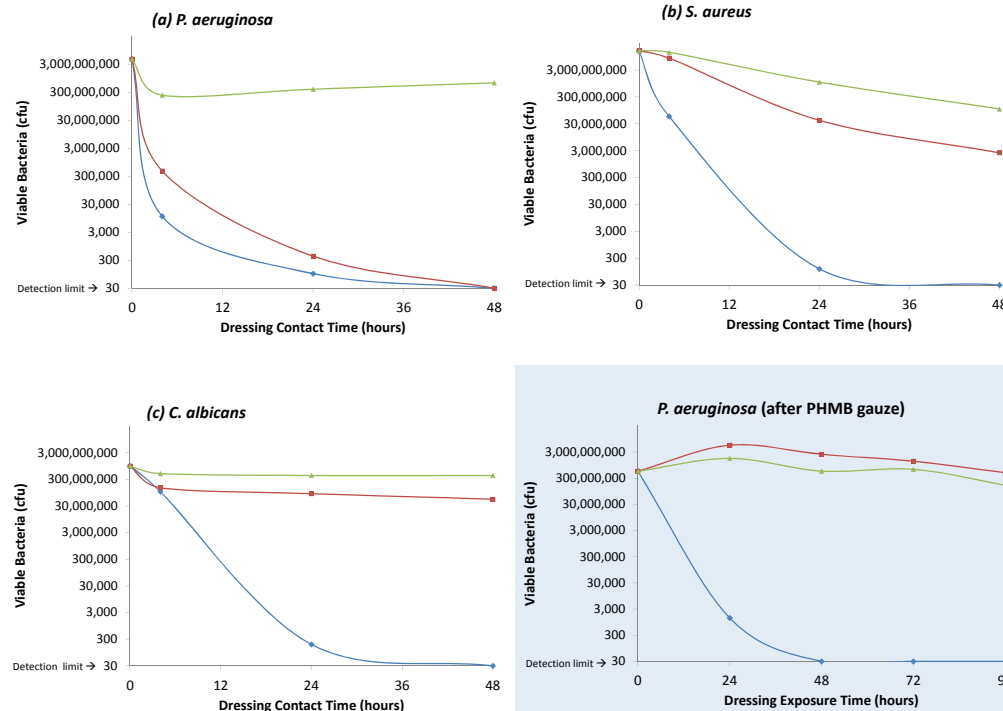 (a) P. aeruginosa
3,000,000,000
300,000,000
30,000,000
3,000,000
300,000
30,000
3,000
300
30
Viable Bacteria (cfu)
Detection limit →
0 12 24 36 48
Dressing Contact Time (hours)
(b) S. aureus
3,000,000,000
300,000,000
30,000,000
3,000,000
300,000
30,000
3,000
300
30
Viable Bacteria (cfu)
Detection limit →
0 12 24 36 48
Dressing Contact Time (hours)
(c) C. albicans
3,000,000,000
300,000,000
30,000,000
3,000,000
300,000
30,000
3,000
300
30
Viable Bacteria (cfu)
Detection limit →
0 12 24 36 48
Dressing Contact Time (hours)
P. aeruginosa (after PHMB gauze)
3,000,000,000
300,000,000
30,000,000
3,000,000
300,000
30,000
3,000
300
30
Viable Bacteria (cfu)
Detection limit →
0 24 48 72 9
Dressing Exposure Time (hours)